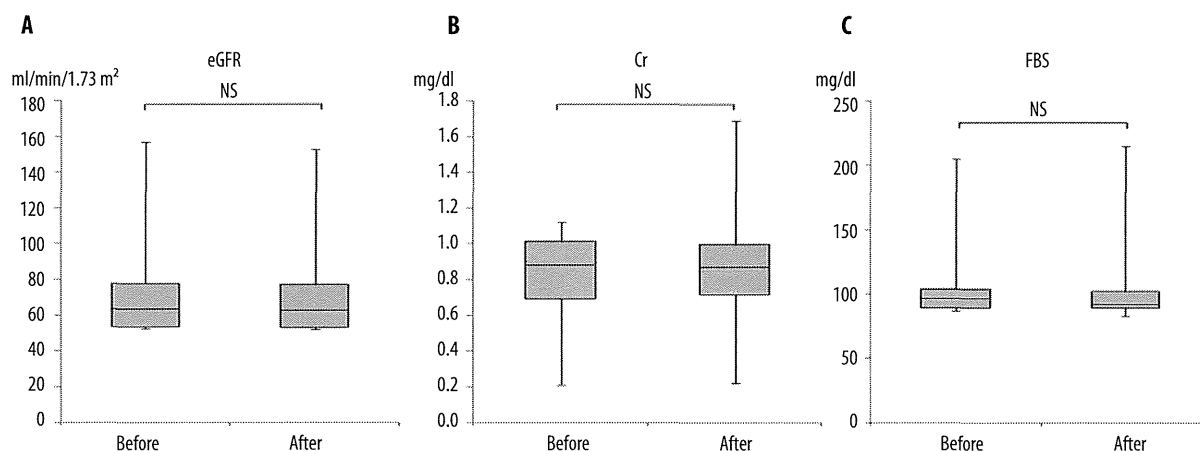 A
eGFR
ml/min/1.73 m²
NS
180
160
140
120
100
80
60
40
20
0
Before After
B
Cr
mg/dl
NS
1.8
1.6
1.4
1.2
1.0
0.8
0.6
0.4
0.2
0.0
Before After
C
FBS
mg/dl
NS
250
200
150
100
50
0
Before After